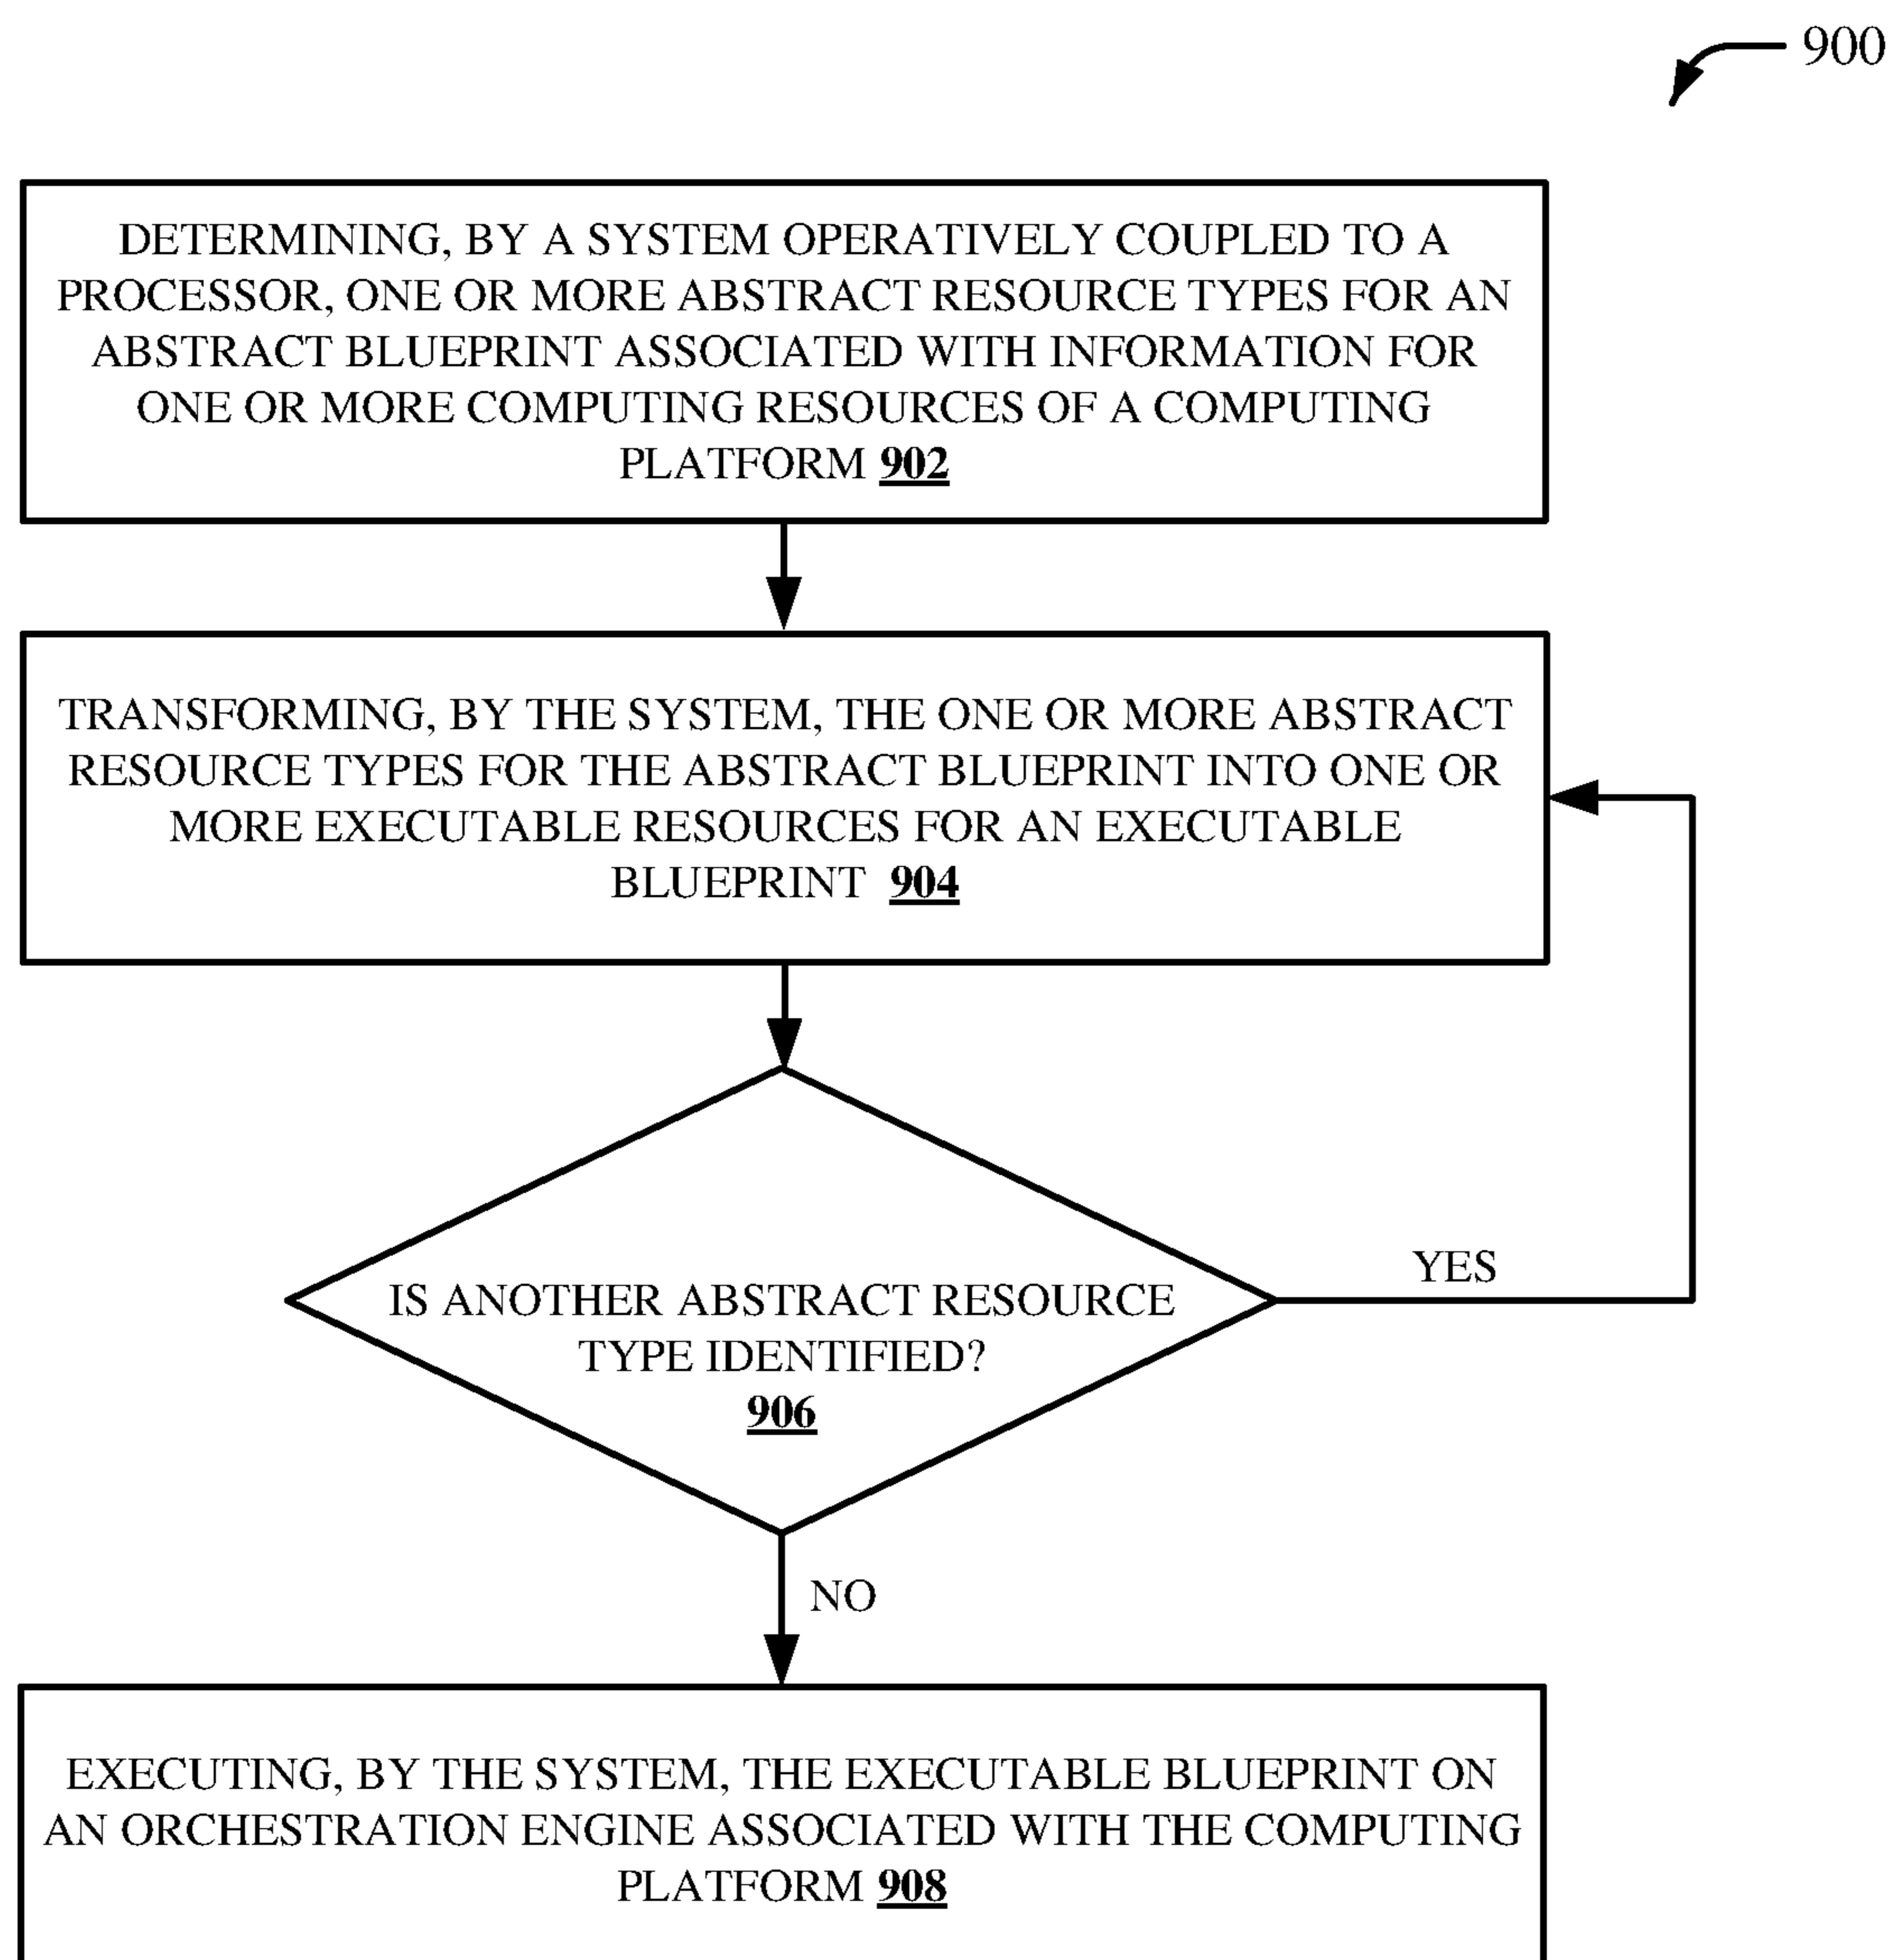 900
DETERMINING, BY A SYSTEM OPERATIVELY COUPLED TO A
PROCESSOR, ONE OR MORE ABSTRACT RESOURCE TYPES FOR AN
ABSTRACT BLUEPRINT ASSOCIATED WITH INFORMATION FOR
ONE OR MORE COMPUTING RESOURCES OF A COMPUTING
PLATFORM 902
TRANSFORMING, BY THE SYSTEM, THE ONE OR MORE ABSTRACT
RESOURCE TYPES FOR THE ABSTRACT BLUEPRINT INTO ONE OR
MORE EXECUTABLE RESOURCES FOR AN EXECUTABLE
BLUEPRINT 904
YES
IS ANOTHER ABSTRACT RESOURCE
TYPE IDENTIFIED?
906
NO
EXECUTING, BY THE SYSTEM, THE EXECUTABLE BLUEPRINT ON
AN ORCHESTRATION ENGINE ASSOCIATED WITH THE COMPUTING
PLATFORM 908